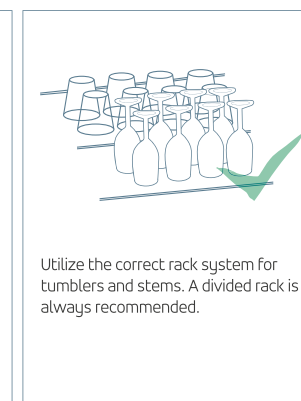 Utilize the correct rack system for
tumblers and stems. A divided rack is
always recommended.